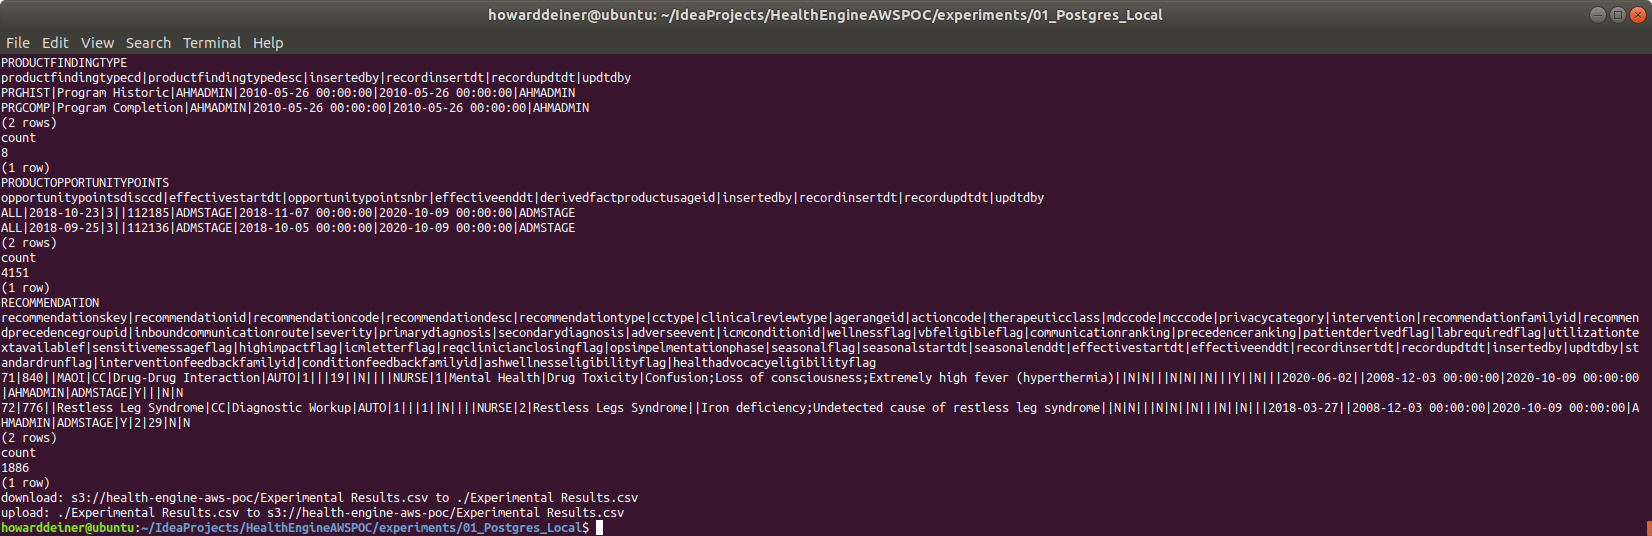 howarddeiner@ubuntu: ~/IdeaProjects/HealthEngineAWSPOC/experiments/01_Postgres_Local
File Edit View Search Terminal Help
PRODUCTFINDINGTYPE
productfindingtypecd|productfindingtypedesc|insertedby|recordinsertdt|recordupdtdt|updtdby
PRGHIST|Program Historic|AHMADMIN|2010-05-26 00:00:00|2010-05-26 00:00:00|AHMADMIN
PRGCOMP|Program Completion|AHMADMIN|2010-05-26 00:00:00|2010-05-26 00:00:00|AHMADMIN
(2 rows)
count
8
(1 row)
PRODUCTOPPORTUNITYPOINTS
opportunitypointsdisccd|effectivestartdt|opportunitypointsnbr|effectiveenddt|derivedfactproductusageid|insertedby|recordinsertdt|recordupdtdt|updtdby
ALL|2018-10-23|3||112185|ADMSTAGE|2018-11-07 00:00:00|2020-10-09 00:00:00|ADMSTAGE
ALL|2018-09-25|3||112136|ADMSTAGE|2018-10-05 00:00:00|2020-10-09 00:00:00|ADMSTAGE
(2 rows)
count
4151
(1 row)
RECOMMENDATION
recommendationskey|recommendationid|recommendationcode|recommendationdesc|recommendationtype|cctype|clinicalreviewtype|agerangeid|actioncode|therapeuticclass|mdccode|mcccode|privacycategory|intervention|recommendationfamilyid|recommen
dprecedencegroupid|inboundcommunicationroute|severity|primarydiagnosis|secondarydiagnosis|adverseevent|icmconditionid|wellnessflag|vbfeligibleflag|communicationranking|precedenceranking|patientderivedflag|labrequiredflag|utilizationte
xtavailablef|sensitivemessageflag|highimpactflag|icmletterflag|reqclinicianclosingflag|opsimpelmentationphase|seasonalflag|seasonalstartdt|seasonalenddt|effectivestartdt|effectiveenddt|recordinsertdt|recordupdtdt|insertedby|updtdby|st
andardrunflag|interventionfeedbackfamilyid|conditionfeedbackfamilyid|ashwellnesseligibilityflag|healthadvocacyeligibilityflag
71|840||MAOI|CC|Drug-Drug Interaction|AUTO|1|||19||N||||NURSE|1|Mental Health|Drug Toxicity|Confusion;Loss of consciousness;Extremely high fever (hyperthermia)||N|N|||N|N||N|||Y||N|||2020-06-02||2008-12-03 00:00:00|2020-10-09 00:00:00
|AHMADMIN|ADMSTAGE|Y|||N|N
72|776||Restless Leg Syndrome|CC|Diagnostic Workup|AUTO|1|||1||N||||NURSE|2|Restless Legs Syndrome||Iron deficiency;Undetected cause of restless leg syndrome||N|N|||N|N||N|||N||N|||2018-03-27||2008-12-03 00:00:00|2020-10-09 00:00:00|A
HMADMIN|ADMSTAGE|Y|2|29|N|N
(2 rows)
count
1886
(1 row)
download: s3://health-engine-aws-poc/Experimental Results.csv to ./Experimental Results.csv
upload: ./Experimental Results.csv to s3://health-engine-aws-poc/Experimental Results.csv
howarddeiner@ubuntu:~/IdeaProjects/HealthEngineAWSPOC/experiments/01_Postgres_Local$